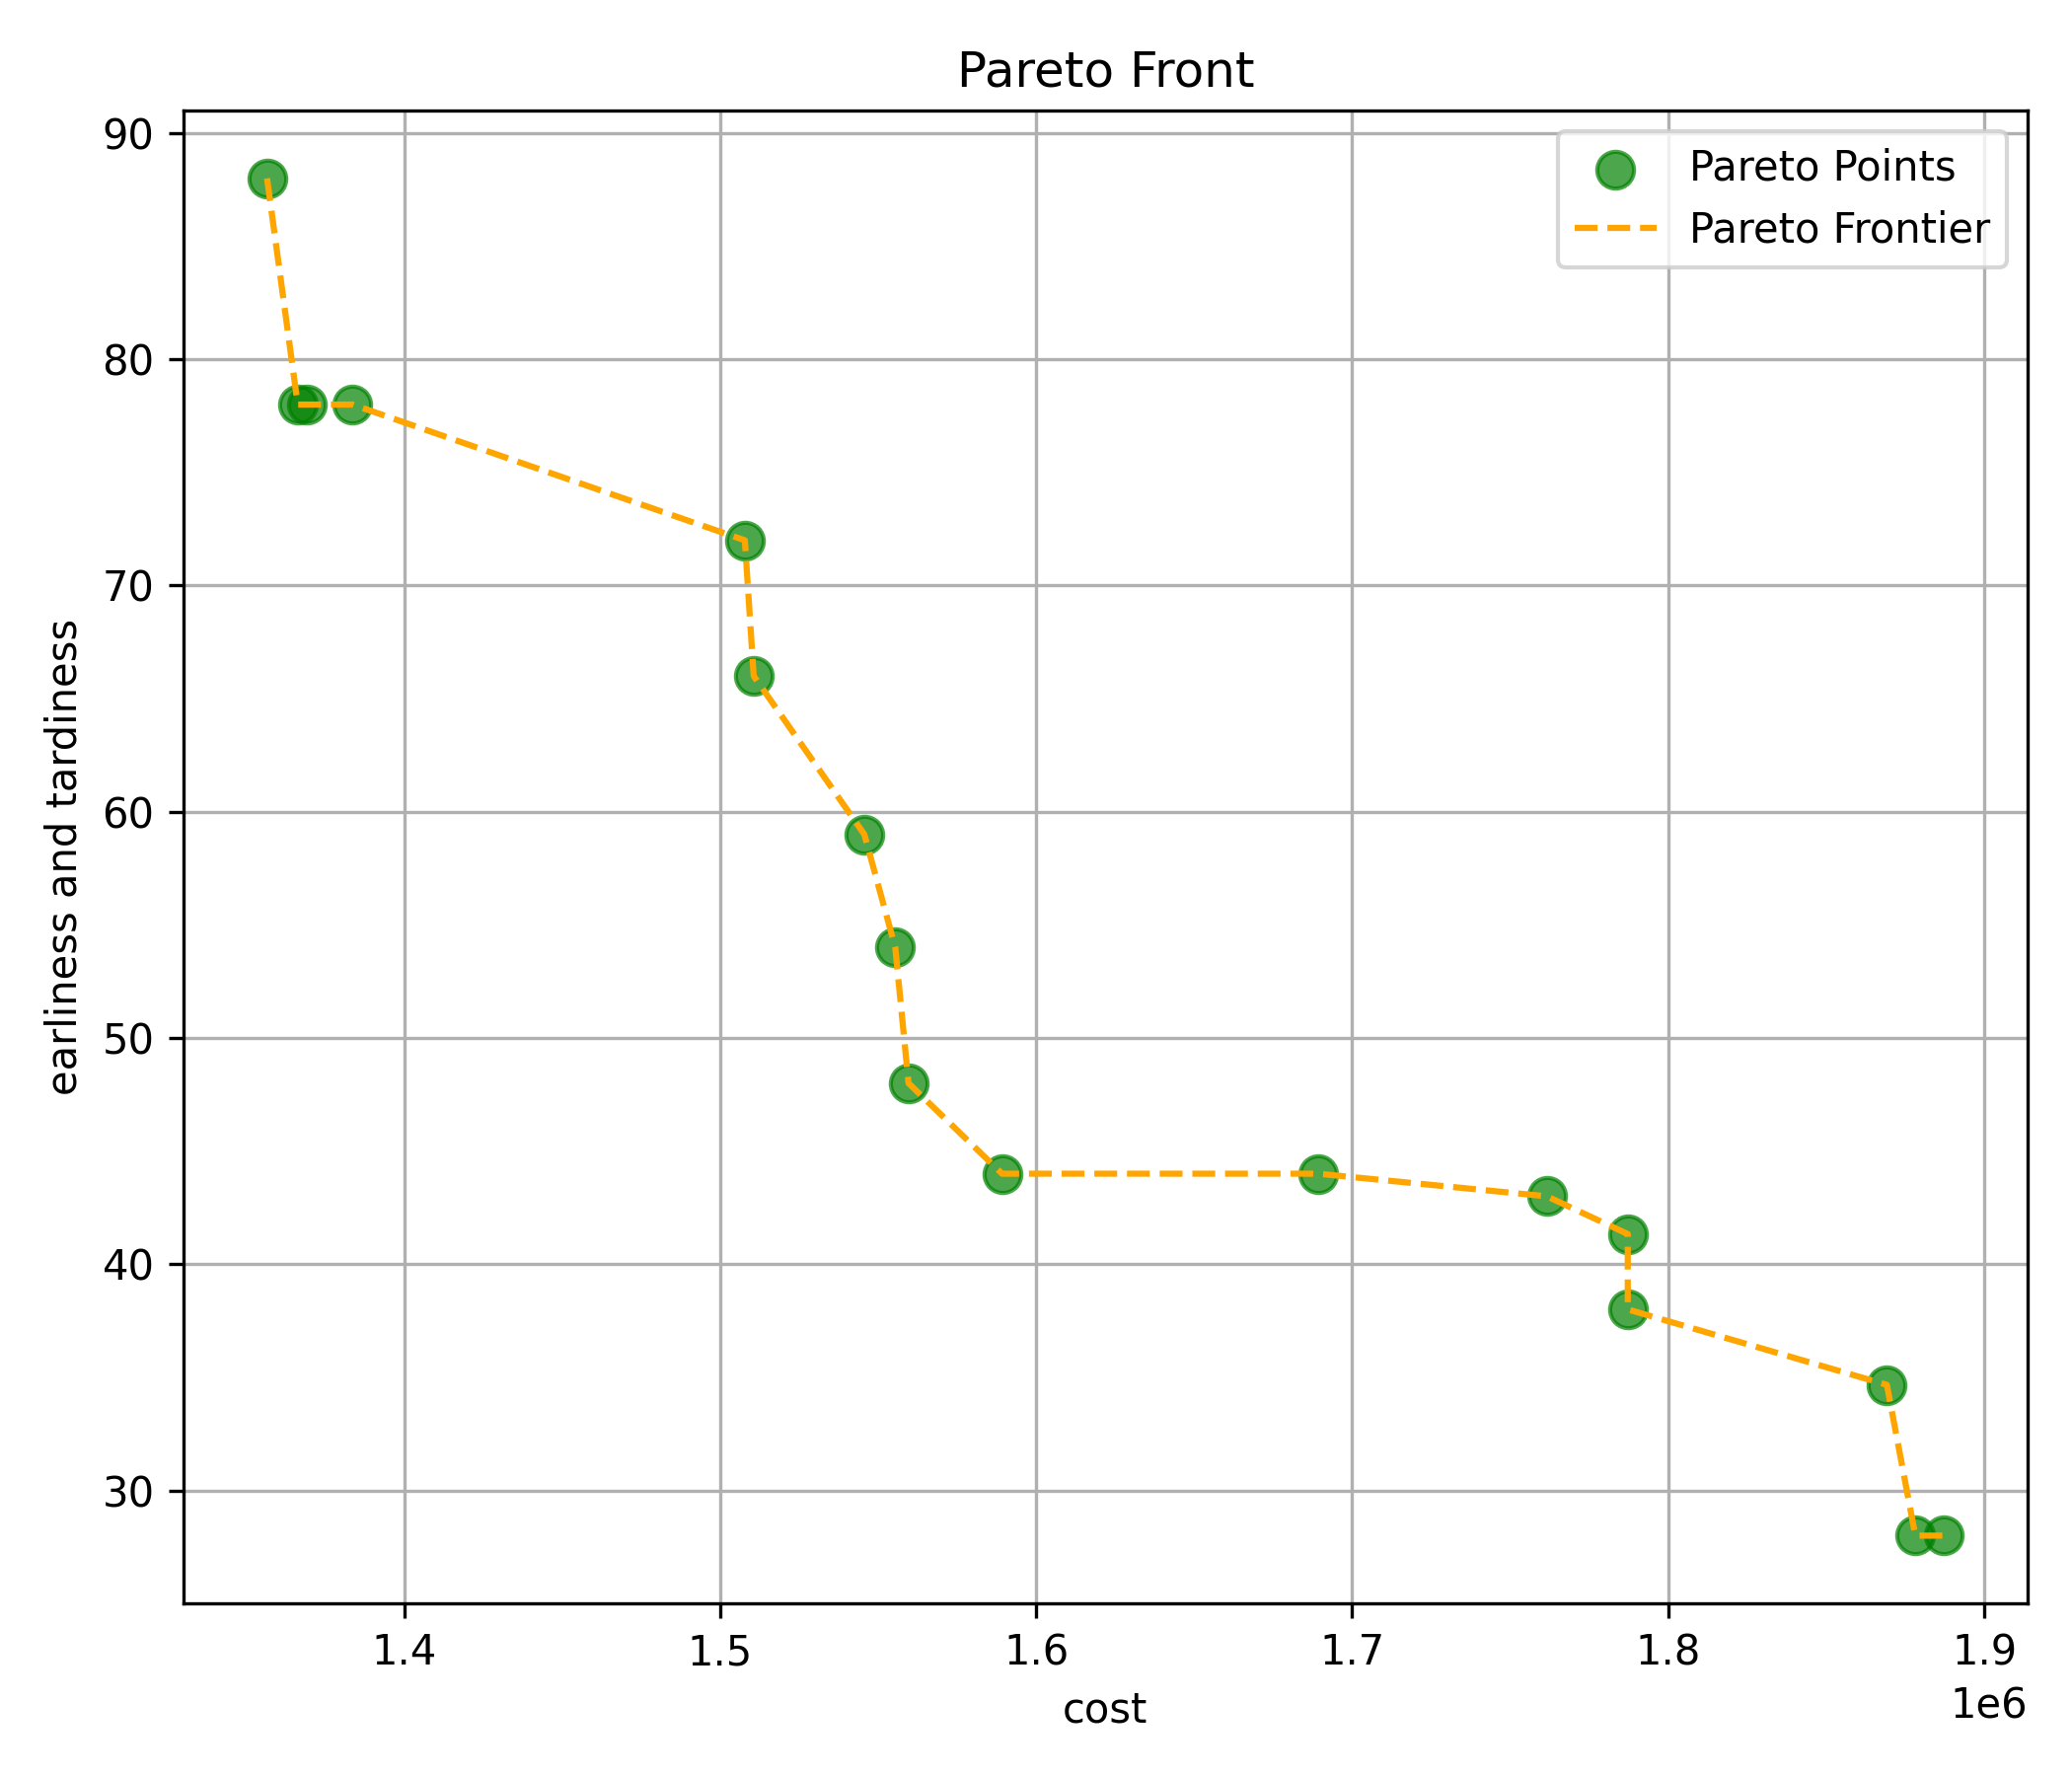 Pareto Front
Pareto Points
Pareto Frontier
90
80
70
60
50
40
30
earliness and tardiness
1.4 1.5 1.6 1.7 1.8 1.9
1e6
cost